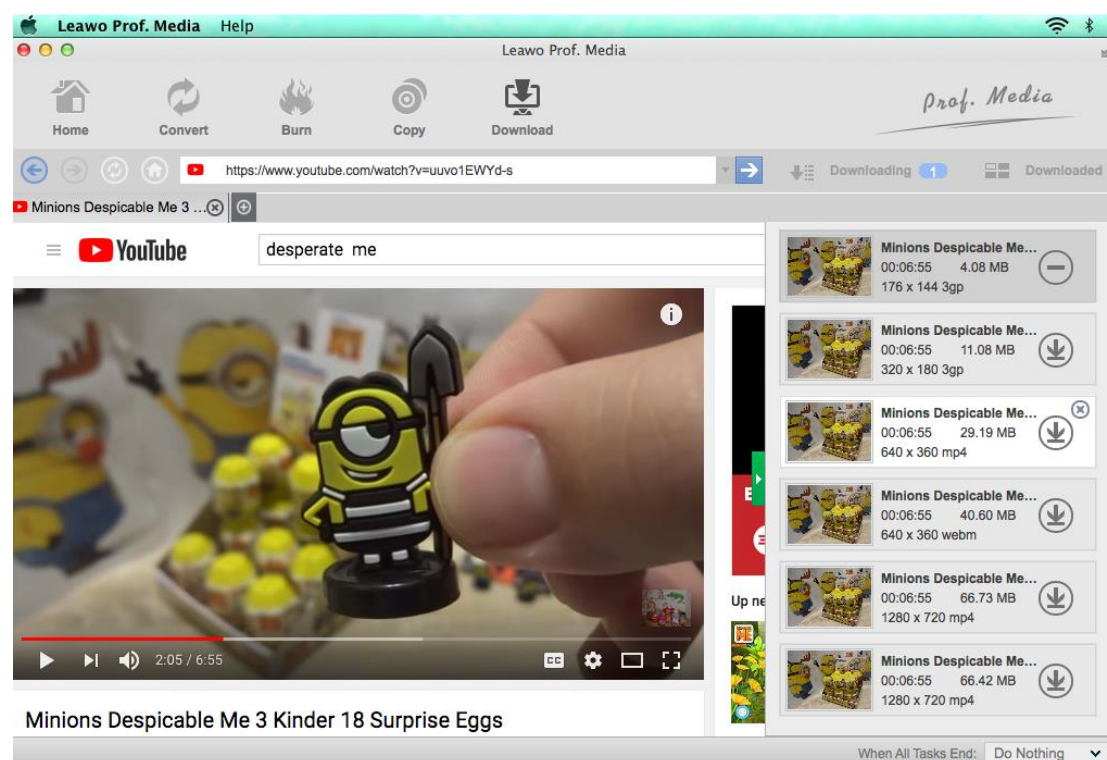 Leawo Prof. Media Help
Leawo Prof. Media
Home Convert Burn Copy Download
Prof. Media
https://www.youtube.com/watch?v=uuvo1EWYd-s
Downloading 1 Downloaded
Minions Despicable Me 3 ...
YouTube
desperate me
Minions Despicable Me...
00:06:55 4.08 MB
176 x 144 3gp
Minions Despicable Me...
00:06:55 11.08 MB
320 x 180 3gp
Minions Despicable Me...
00:06:55 29.19 MB
640 x 360 mp4
Minions Despicable Me...
00:06:55 40.60 MB
640 x 360 webm
Minions Despicable Me...
00:06:55 66.73 MB
1280 x 720 mp4
Minions Despicable Me...
00:06:55 66.42 MB
1280 x 720 mp4
Up ne
ME
2:05 / 6:55
CC
Minions Despicable Me 3 Kinder 18 Surprise Eggs
When All Tasks End: Do Nothing